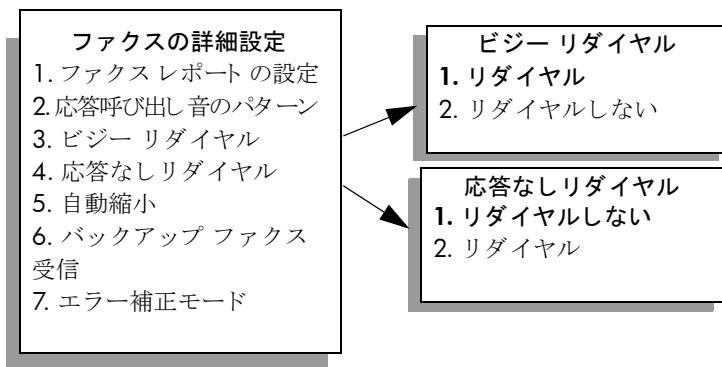 ファクスの詳細設定
1. ファクス レポートの設定
2. 応答呼び出し音のパターン
3. ビジー リダイヤル
4. 応答なしリダイヤル
5. 自動縮小
6. バックアップ ファクス
受信
7. エラー補正モード
ビジー リダイヤル
1. リダイヤル
2. リダイヤルしない
応答なしリダイヤル
1. リダイヤルしない
2. リダイヤル